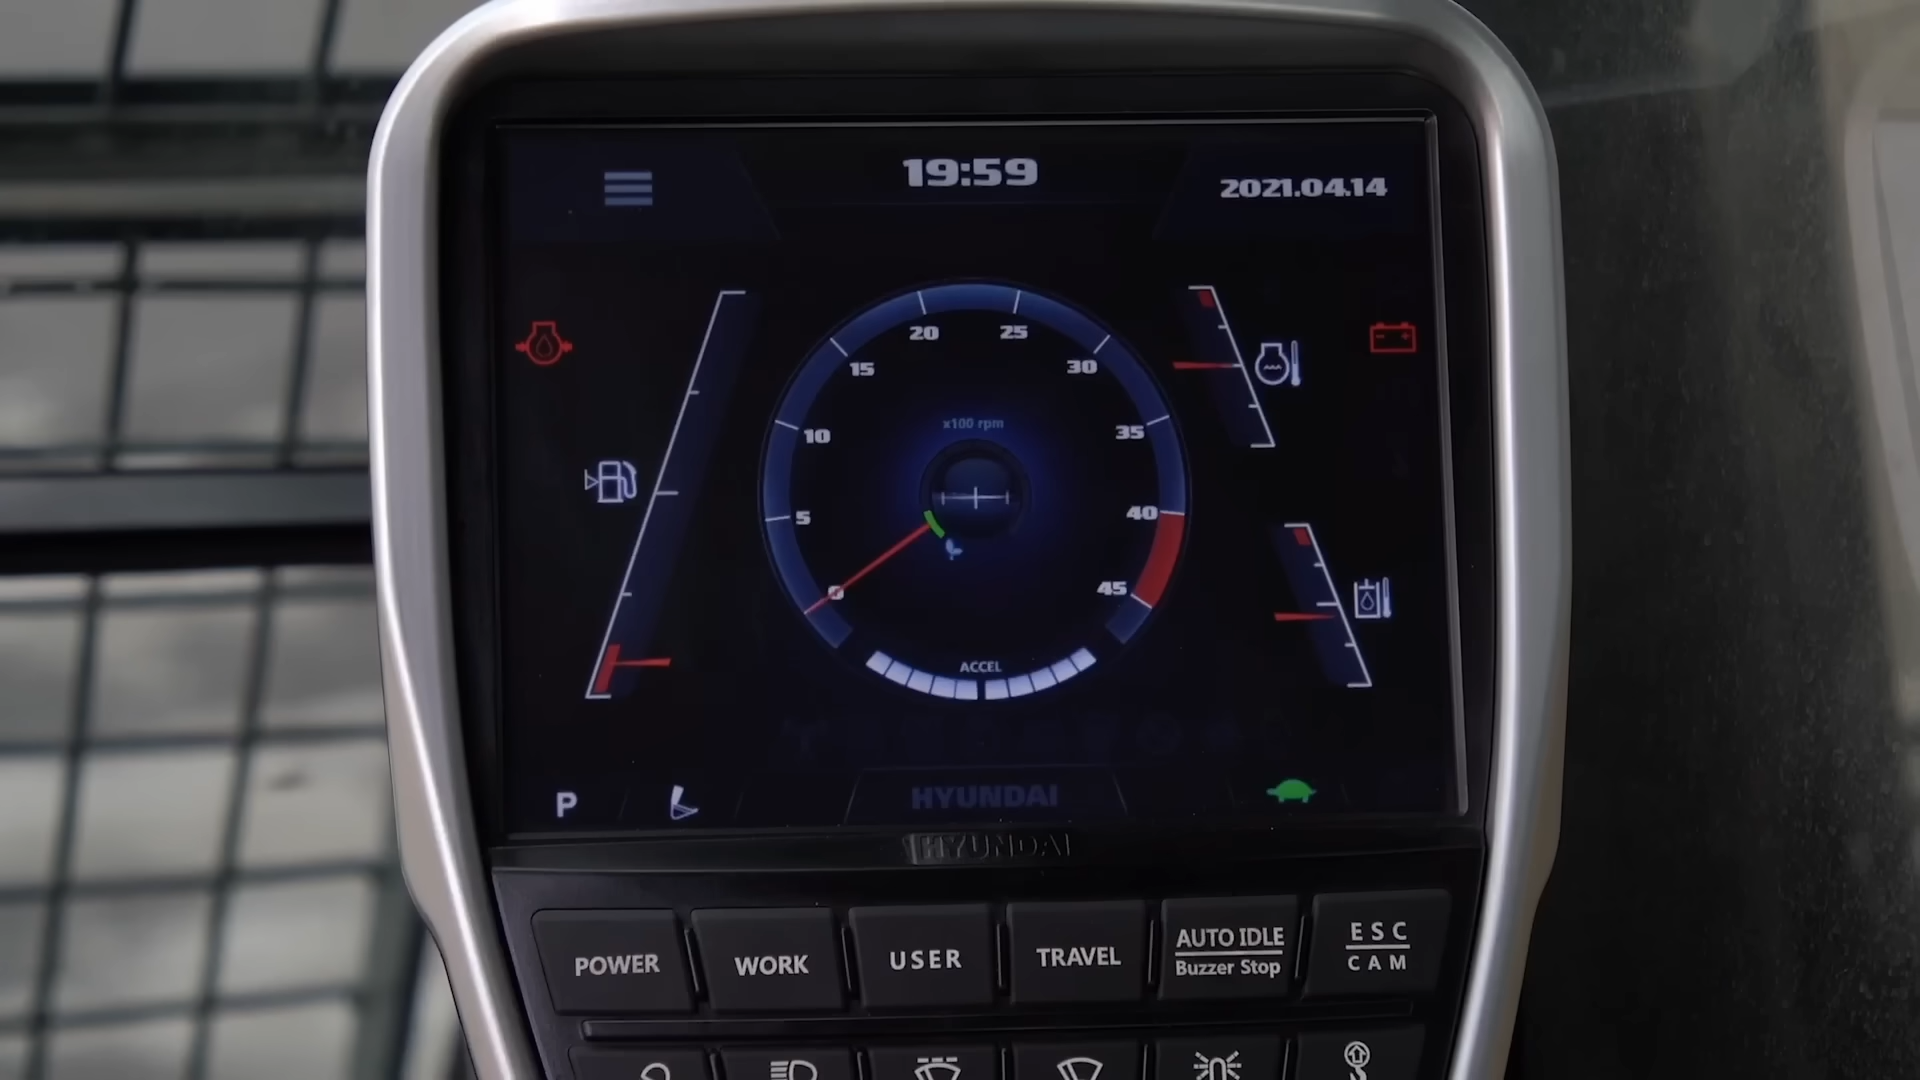 19:59
2021.04.14
20 25
15 30
x100 rpm
10 35
5 40
0 45
ACCEL
P
HYUNDAI
HYUNDAI
POWER
WORK
USER
TRAVEL
AUTO IDLE
Buzzer Stop
ESC
CAM